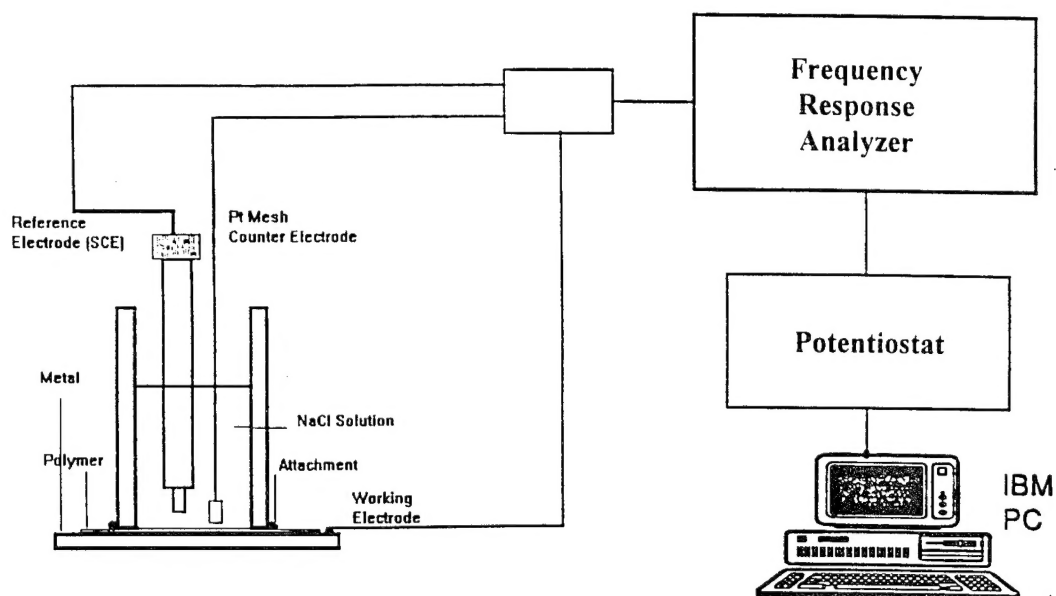 Frequency
Response
Analyzer
Reference
Electrode (SCE)
Pt Mesh
Counter Electrode
Potentiostat
Metal
NaCl Solution
Polymer
Attachment
Working
Electrode
IBM
PC